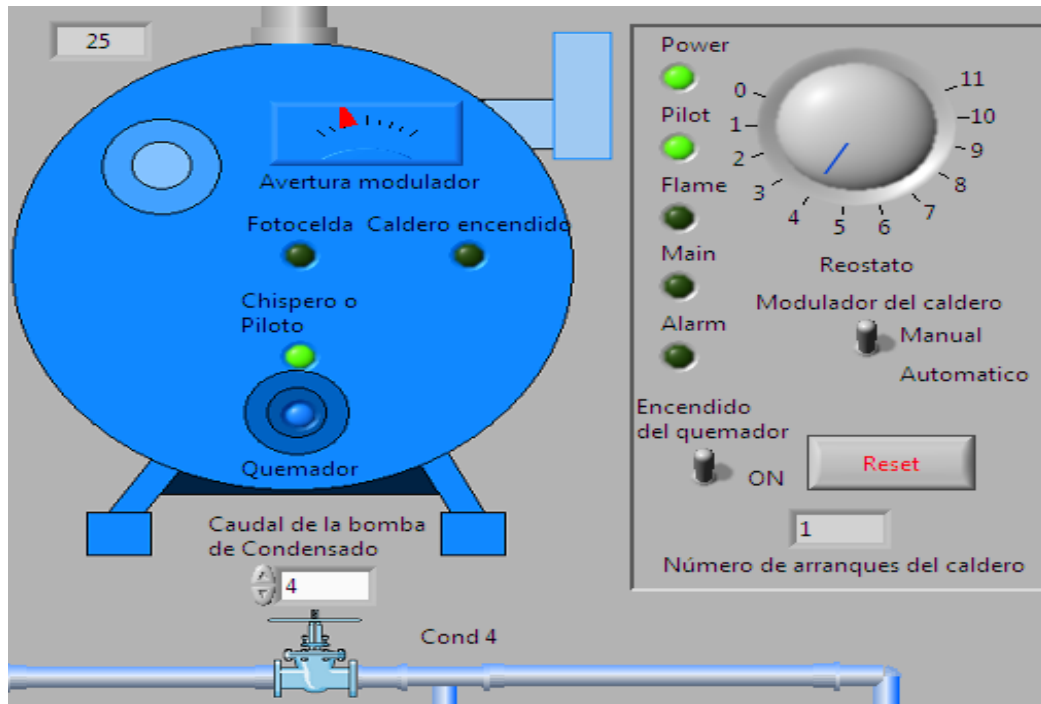 25
Avertura modulador
Fotocelda
Caldero encendido
Chispero o
Piloto
Quemador
Caudal de la bomba
de Condensado
4
Cond 4
Power
Pilot
Flame
Main
Alarm
0
1
2
3
4
5
6
7
8
9
10
11
Reostato
Modulador del caldero
Manual
Automatico
Encendido
del quemador
ON
Reset
1
Número de arranques del caldero